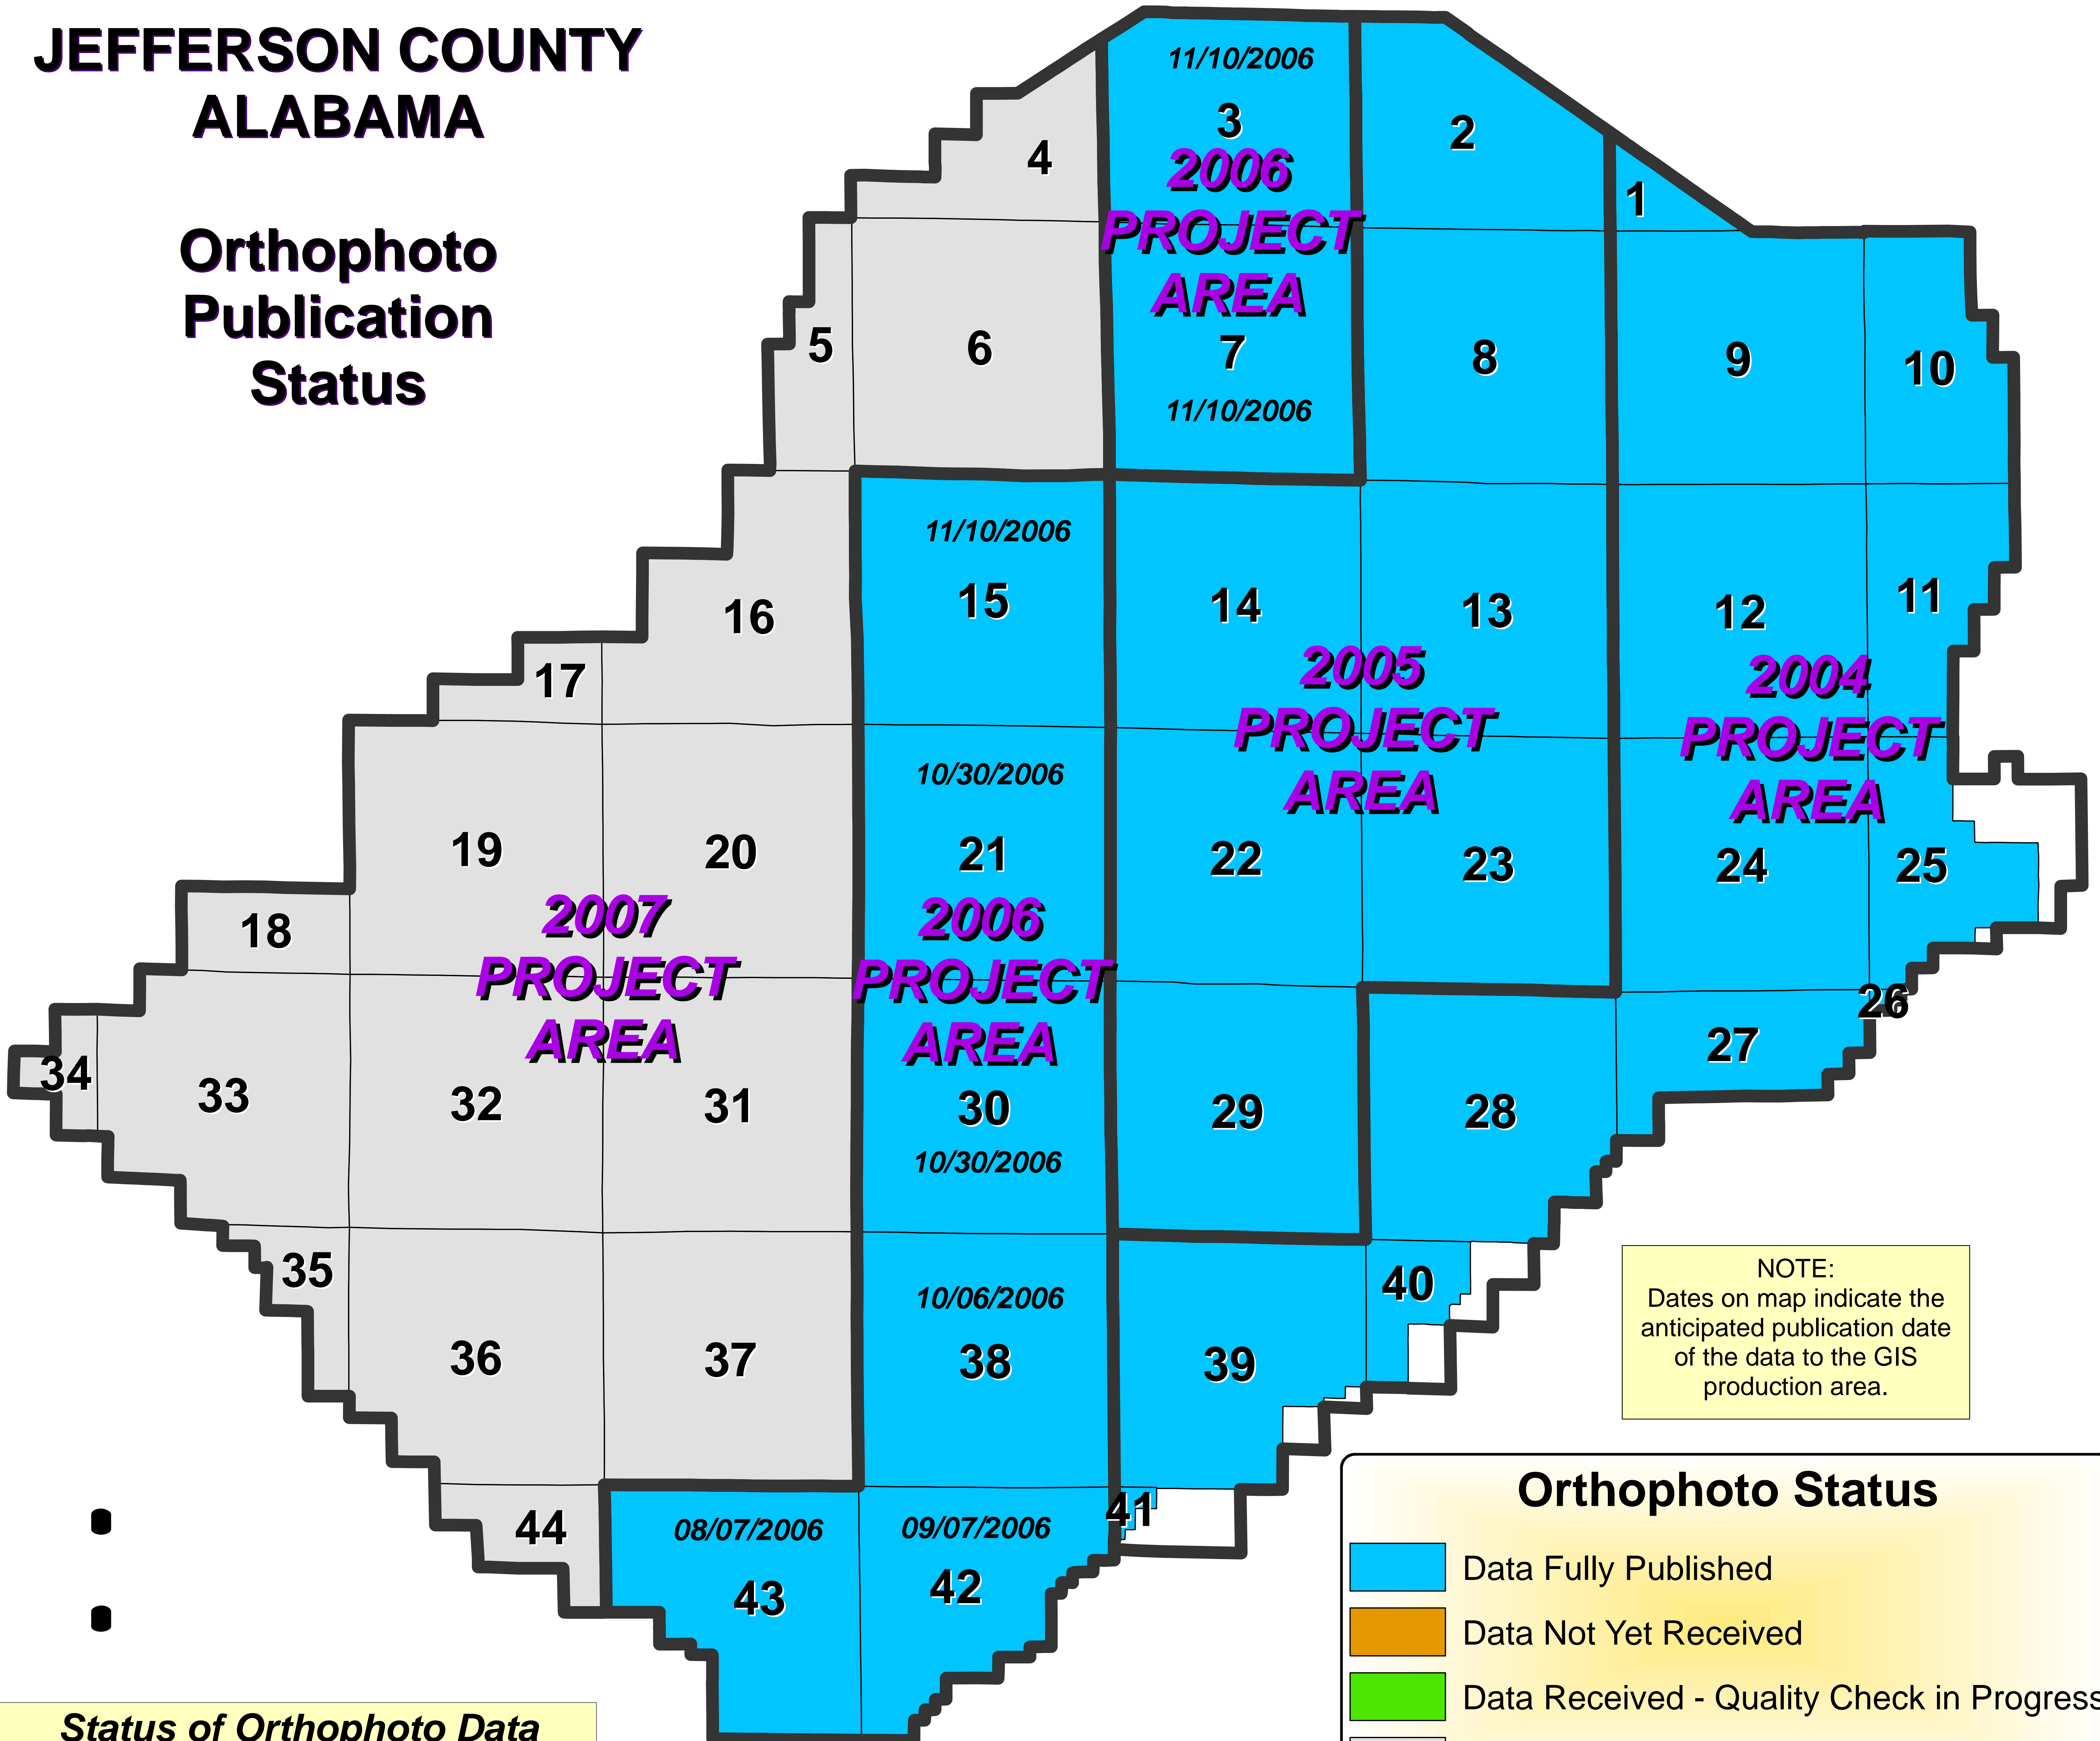 JEFFERSON COUNTY
ALABAMA
Orthophoto
Publication
Status
11/10/2006
3
2
4
2006
PROJECT
AREA
1
5
6
7
8
9
10
11/10/2006
11/10/2006
15
14
13
12
11
16
17
2005
PROJECT
AREA
2004
PROJECT
AREA
10/30/2006
19
20
21
22
23
24
25
18
2007
PROJECT
AREA
2006
PROJECT
AREA
26
27
34
33
32
31
30
29
28
10/30/2006
35
40
10/06/2006
36
37
38
39
NOTE:
Dates on map indicate the
anticipated publication date
of the data to the GIS
production area.
41
44
08/07/2006
09/07/2006
43
42
Orthophoto Status
Data Fully Published
Data Not Yet Received
Data Received - Quality Check in Progress
Status of Orthophoto Data